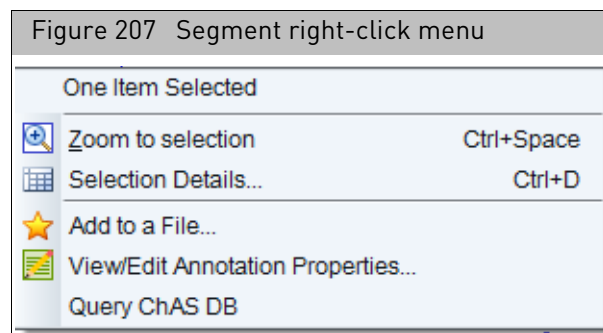 Figure 207 Segment right-click menu
One Item Selected
Zoom to selection Ctrl+Space
Selection Details... Ctrl+D
Add to a File...
View/Edit Annotation Properties...
Query ChAS DB